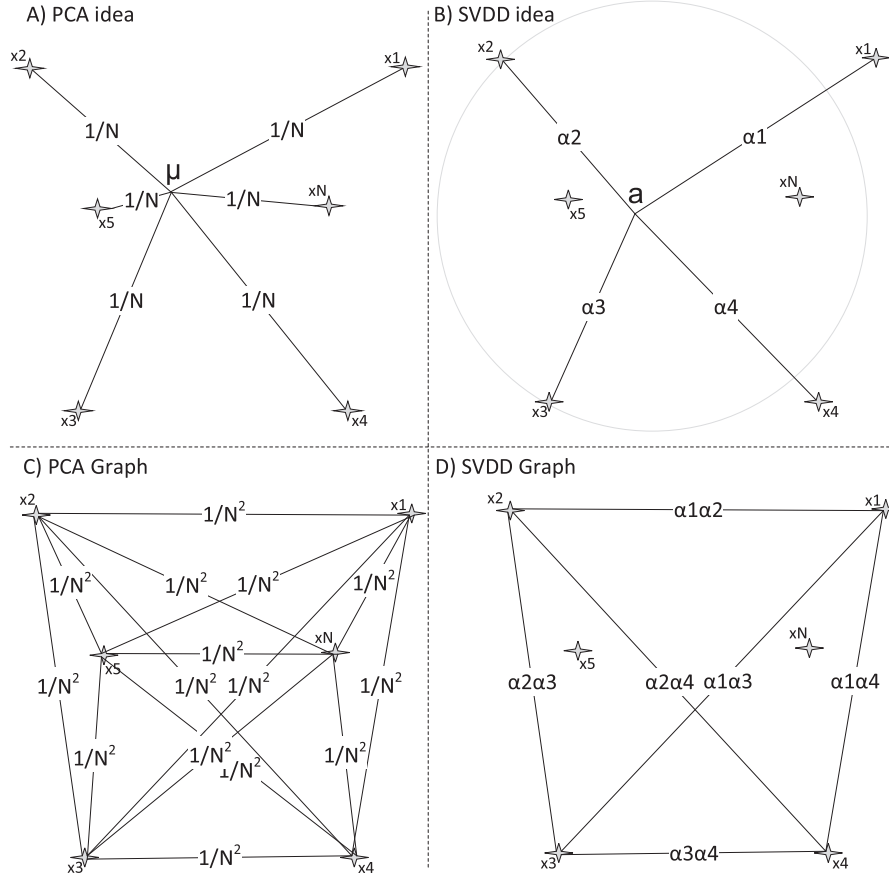 A) PCA idea
x2
x1
1/N
1/N
μ
1/N
1/N
xN
x5
1/N
1/N
x3
x4
B) SVDD idea
x2
x1
α2
α1
xN
x5
a
α3
α4
x3
x4
C) PCA Graph
x2
x1
1/N²
1/N²
1/N²
1/N²
1/N²
xN
1/N²
x5
1/N²
1/N²
1/N²
1/N²
1/N²
1/N²
1/N²
1/N²
x3
1/N²
x4
D) SVDD Graph
x2
x1
α1α2
xN
x5
α2α3
α2α4
α1α3
α1α4
x3
α3α4
x4